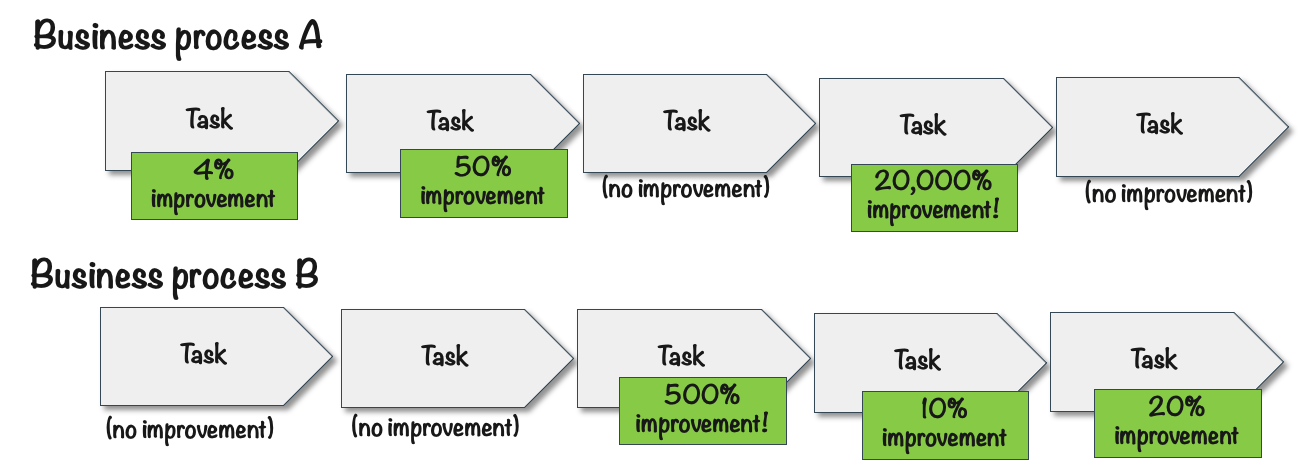 Business process A
Task
Task
Task
Task
Task
4%
improvement
50%
improvement
(no improvement)
20,000%
improvement!
(no improvement)
Business process B
Task
Task
Task
Task
Task
(no improvement)
(no improvement)
500%
improvement!
10%
improvement
20%
improvement